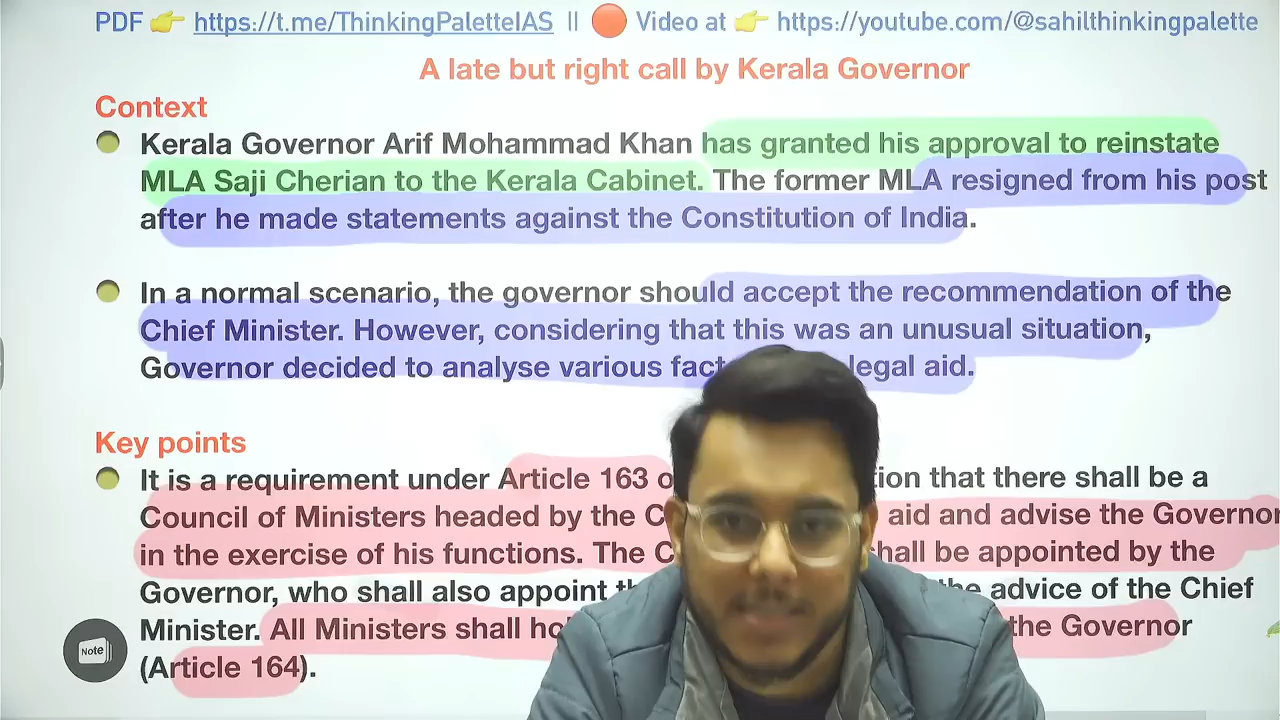 PDF 👉 https://t.me/ThinkingPaletteIAS || 🔴 Video at 👉 https://youtube.com/@sahilthinkingpalette
A late but right call by Kerala Governor
Context
Kerala Governor Arif Mohammad Khan has granted his approval to reinstate
MLA Saji Cherian to the Kerala Cabinet. The former MLA resigned from his post
after he made statements against the Constitution of India.
In a normal scenario, the governor should accept the recommendation of the
Chief Minister. However, considering that this was an unusual situation,
Governor decided to analyse various legal aid.
Key points
It is a requirement under Article 163 that there shall be a
Council of Ministers headed by the aid and advise the Governor
in the exercise of his functions. The shall be appointed by the
Governor, who shall also appoint the advice of the Chief
Minister. All Ministers shall the Governor
(Article 164).
Note